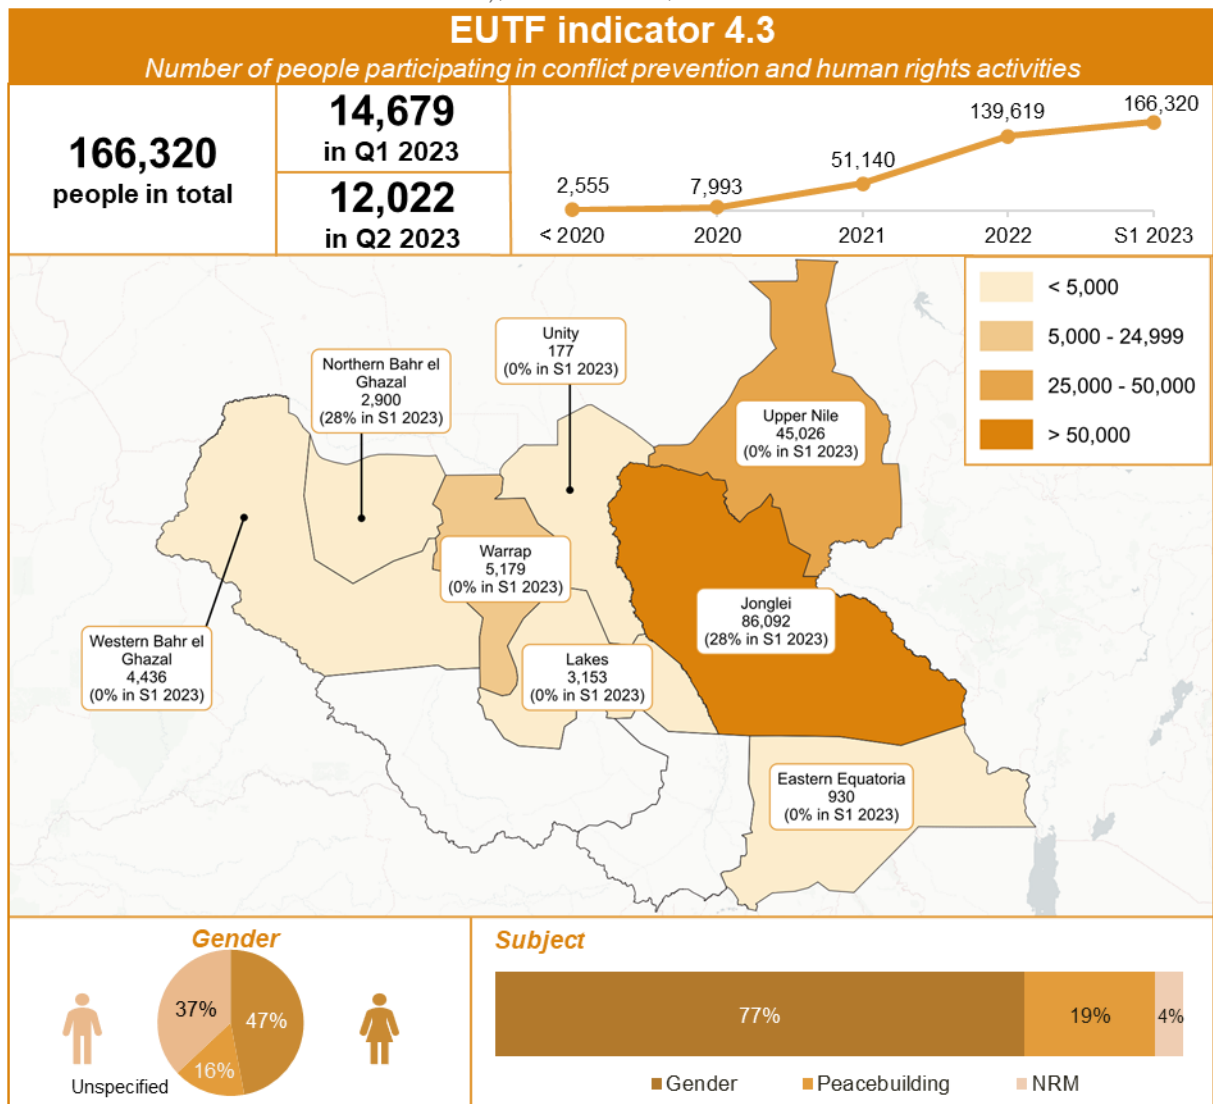 EUTF indicator 4.3
Number of people participating in conflict prevention and human rights activities
166,320
people in total
14,679
in Q1 2023
12,022
in Q2 2023
2,555
7,993
51,140
139,619
166,320
< 2020
2020
2021
2022
S1 2023
< 5,000
5,000 - 24,999
25,000 - 50,000
> 50,000
Unity
177
(0% in S1 2023)
Northern Bahr el
Ghazal
2,900
(28% in S1 2023)
Upper Nile
45,026
(0% in S1 2023)
Warrap
5,179
(0% in S1 2023)
Jonglei
86,092
(28% in S1 2023)
Western Bahr el
Ghazal
4,436
(0% in S1 2023)
Lakes
3,153
(0% in S1 2023)
Eastern Equatoria
930
(0% in S1 2023)
Gender
37%
47%
16%
Unspecified
Subject
77%
19%
4%
Gender
Peacebuilding
NRM